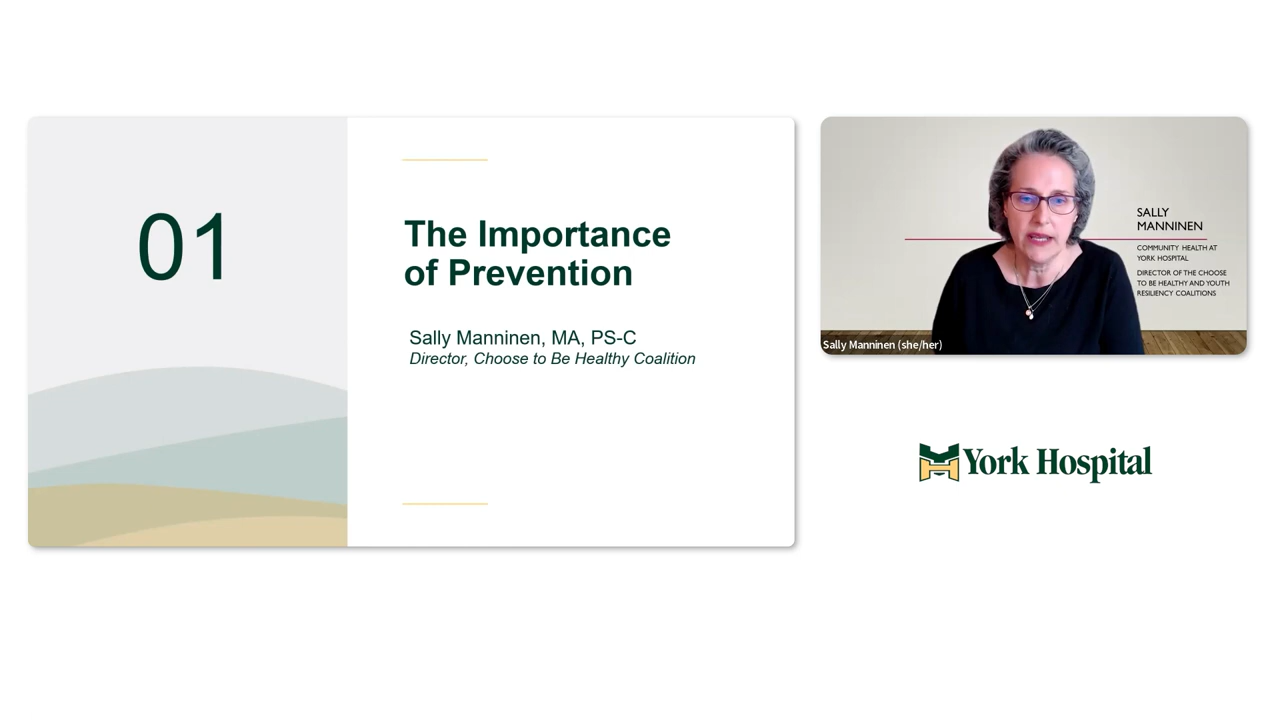 01
The Importance
of Prevention
Sally Manninen, MA, PS-C
Director, Choose to Be Healthy Coalition
SALLY
MANNINEN
COMMUNITY HEALTH AT
YORK HOSPITAL
DIRECTOR OF THE CHOOSE
TO BE HEALTHY AND YOUTH
RESILIENCY COALITIONS
Sally Manninen (she/her)
York Hospital